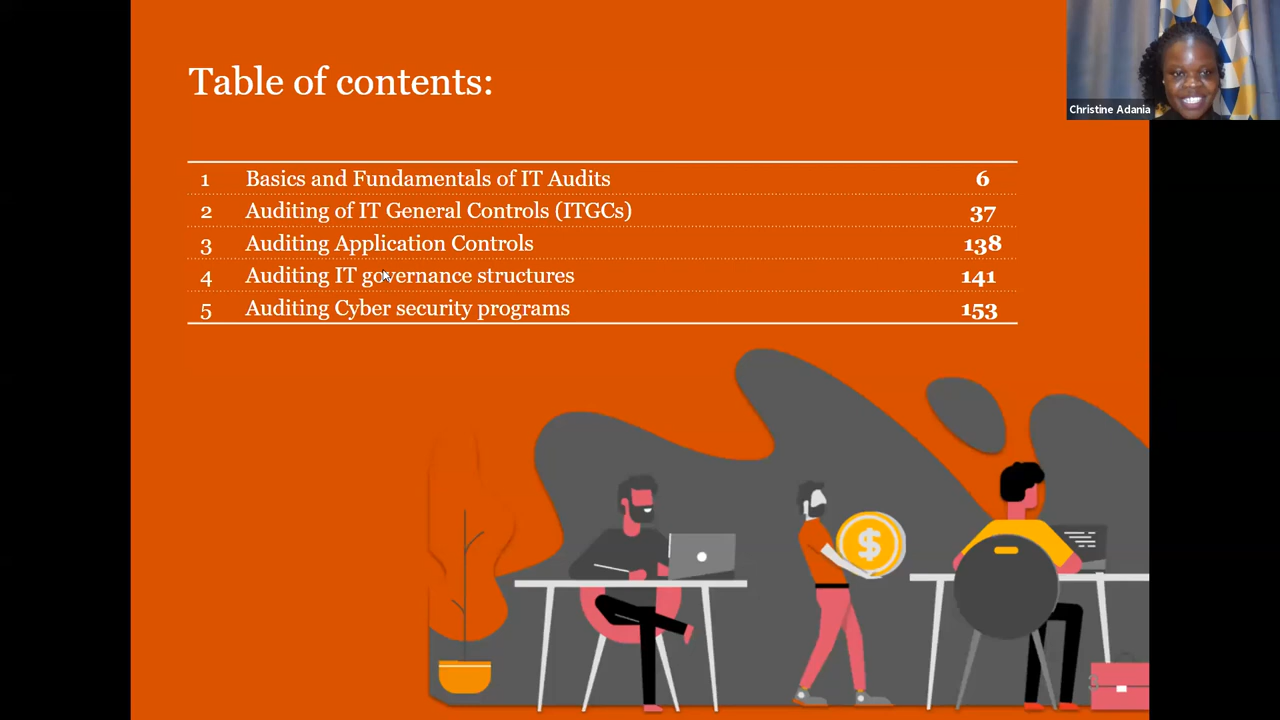 Table of contents:
Christine Adania
1 Basics and Fundamentals of IT Audits 6
2 Auditing of IT General Controls (ITGCs) 37
3 Auditing Application Controls 138
4 Auditing IT governance structures 141
5 Auditing Cyber security programs 153
$